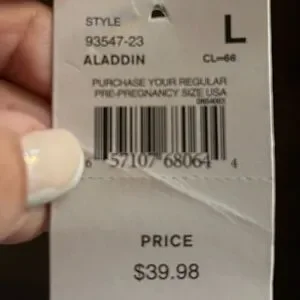 STYLE
93547-23
L
ALADDIN
CL=66
PURCHASE YOUR REGULAR
PRE-PREGNANCY SIZE USA
6 57107 68064 4
PRICE
$39.98